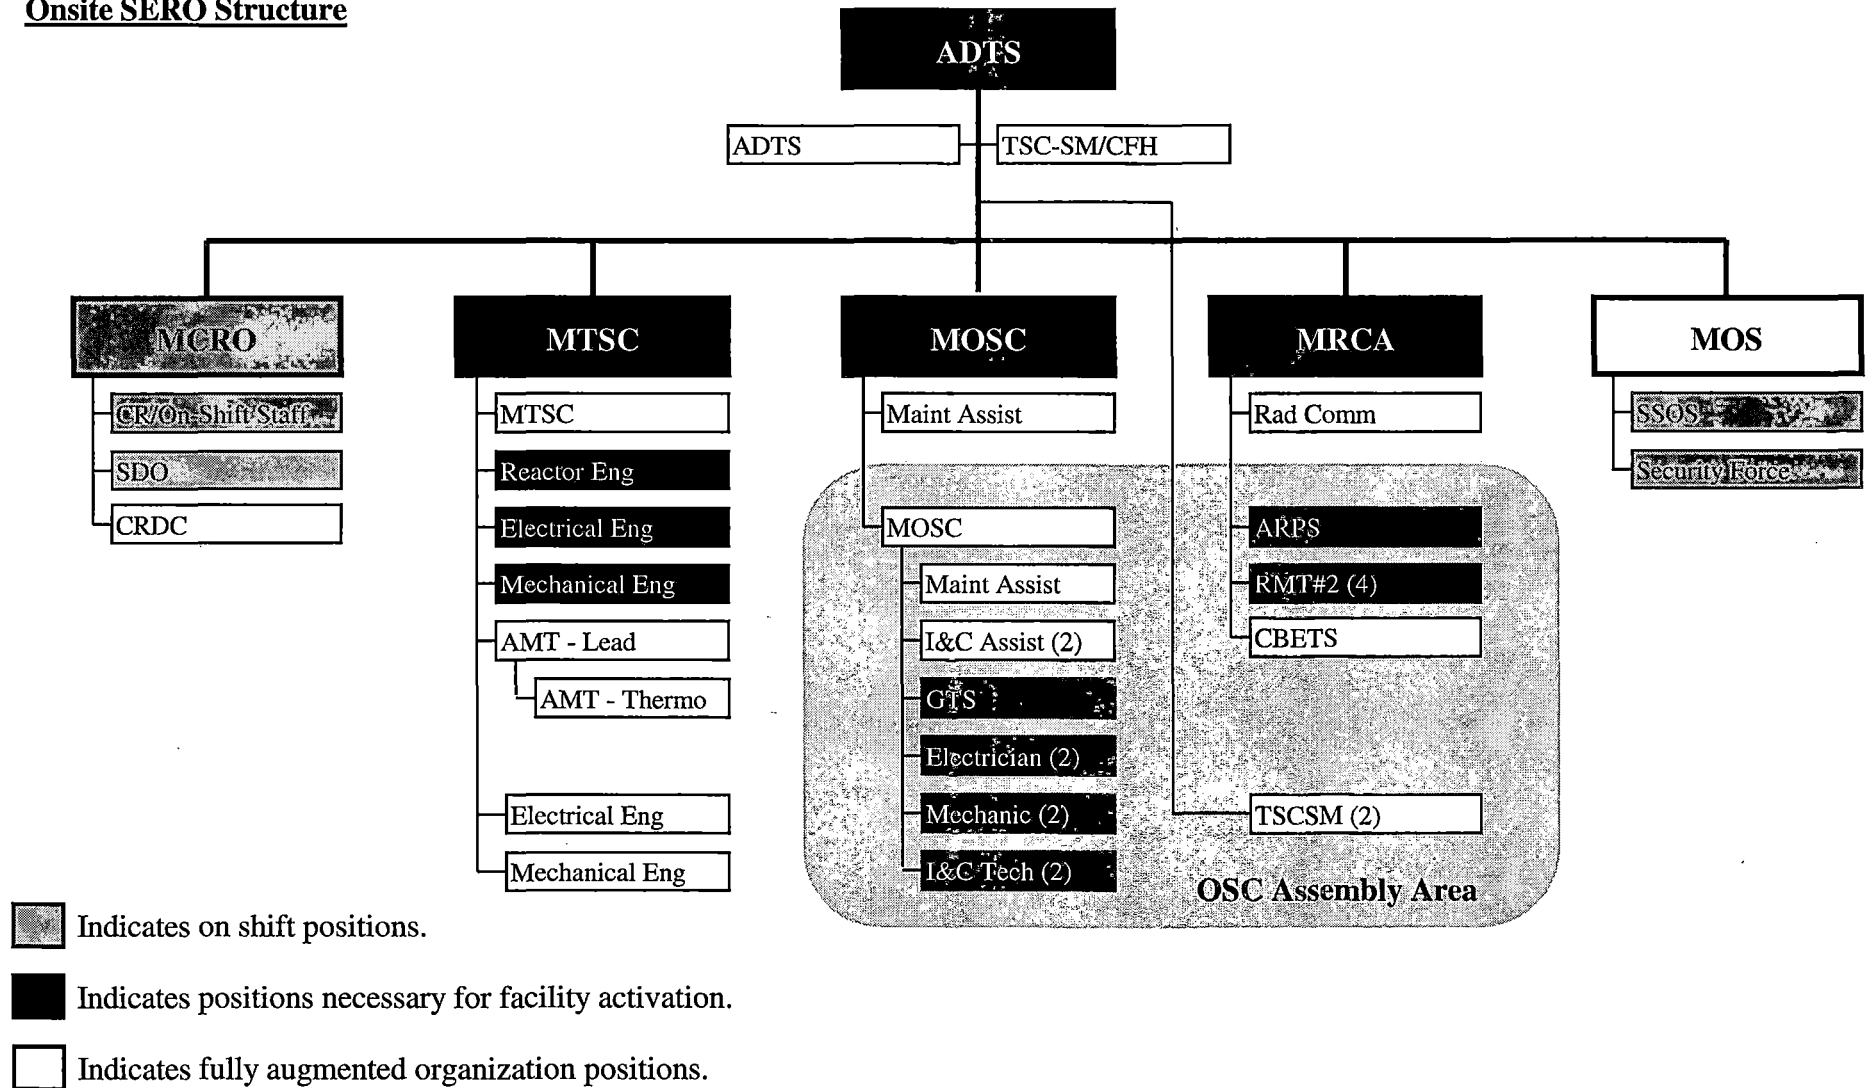 Onsite SERO Structure
ADTS
ADTS
TSC-SM/CFH
MCRO
CR/On-Shift Staff
SDO
CRDC
MTSC
MTSC
Reactor Eng
Electrical Eng
Mechanical Eng
AMT - Lead
AMT - Thermo
Electrical Eng
Mechanical Eng
MOSC
Maint Assist
MOSC
Maint Assist
I&C Assist (2)
GTS
Electrician (2)
Mechanic (2)
I&C Tech (2)
MRCA
Rad Comm
ARPS
RMT#2 (4)
CBETS
TSCSM (2)
OSC Assembly Area
MOS
SSOS
Security Force
Indicates on shift positions.
Indicates positions necessary for facility activation.
Indicates fully augmented organization positions.